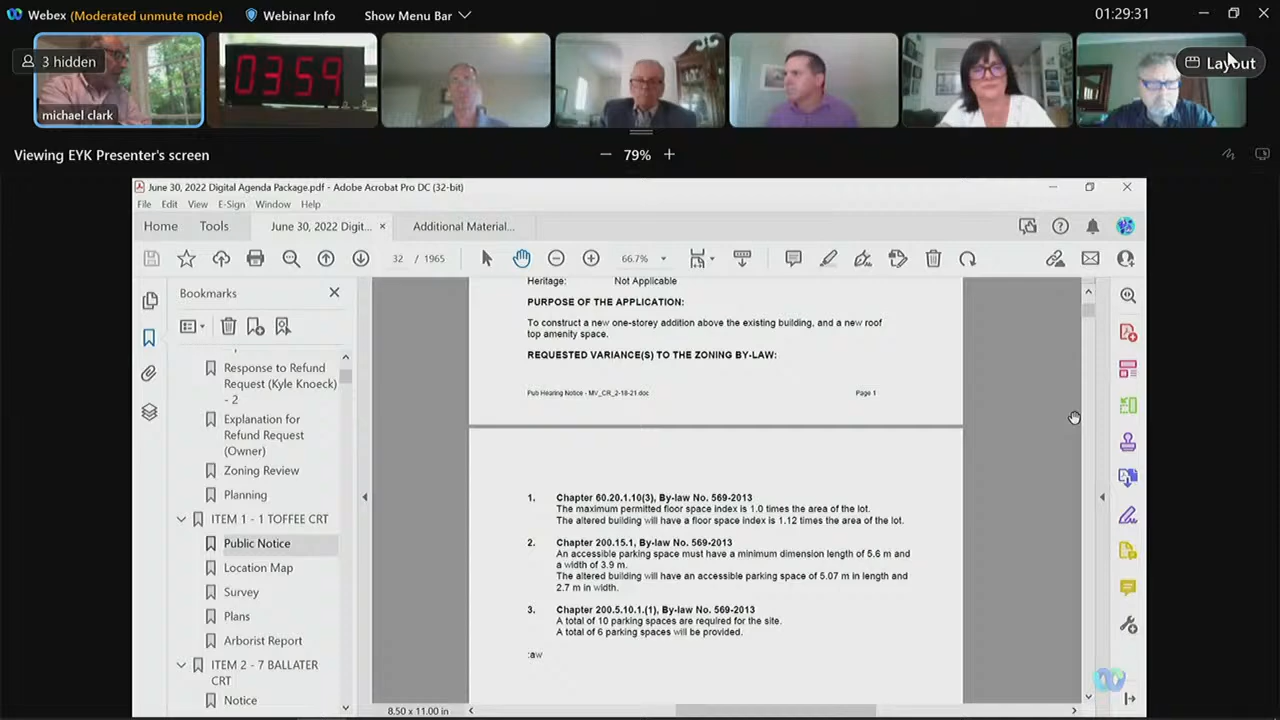 Webex (Moderated unmute mode) Webinar Info Show Menu Bar 01:29:31
3 hidden
michael clark
03:59
Layout
Viewing EYK Presenter's screen 79%
June 30, 2022 Digital Agenda Package.pdf - Adobe Acrobat Pro DC (32-bit)
File Edit View E-Sign Window Help
Home Tools June 30, 2022 Digit... Additional Material...
32 / 1965 66.7%
Bookmarks
Response to Refund
Request (Kyle Knoeck)
- 2
Explanation for
Refund Request
(Owner)
Zoning Review
Planning
ITEM 1 - 1 TOFFEE CRT
Public Notice
Location Map
Survey
Plans
Arborist Report
ITEM 2 - 7 BALLATER
CRT
Notice
Heritage: Not Applicable
PURPOSE OF THE APPLICATION:
To construct a new one-storey addition above the existing building, and a new roof
top amenity space.
REQUESTED VARIANCE(S) TO THE ZONING BY-LAW:
Pub Hearing Notice - MV_CR_2-18-21.doc Page 1
1. Chapter 60.20.1.10(3), By-law No. 569-2013
The maximum permitted floor space index is 1.0 times the area of the lot.
The altered building will have a floor space index is 1.12 times the area of the lot.
2. Chapter 200.15.1, By-law No. 569-2013
An accessible parking space must have a minimum dimension length of 5.6 m and
a width of 3.9 m.
The altered building will have an accessible parking space of 5.07 m in length and
2.7 m in width.
3. Chapter 200.5.10.1.(1), By-law No. 569-2013
A total of 10 parking spaces are required for the site.
A total of 6 parking spaces will be provided.
:aw
8.50 x 11.00 in